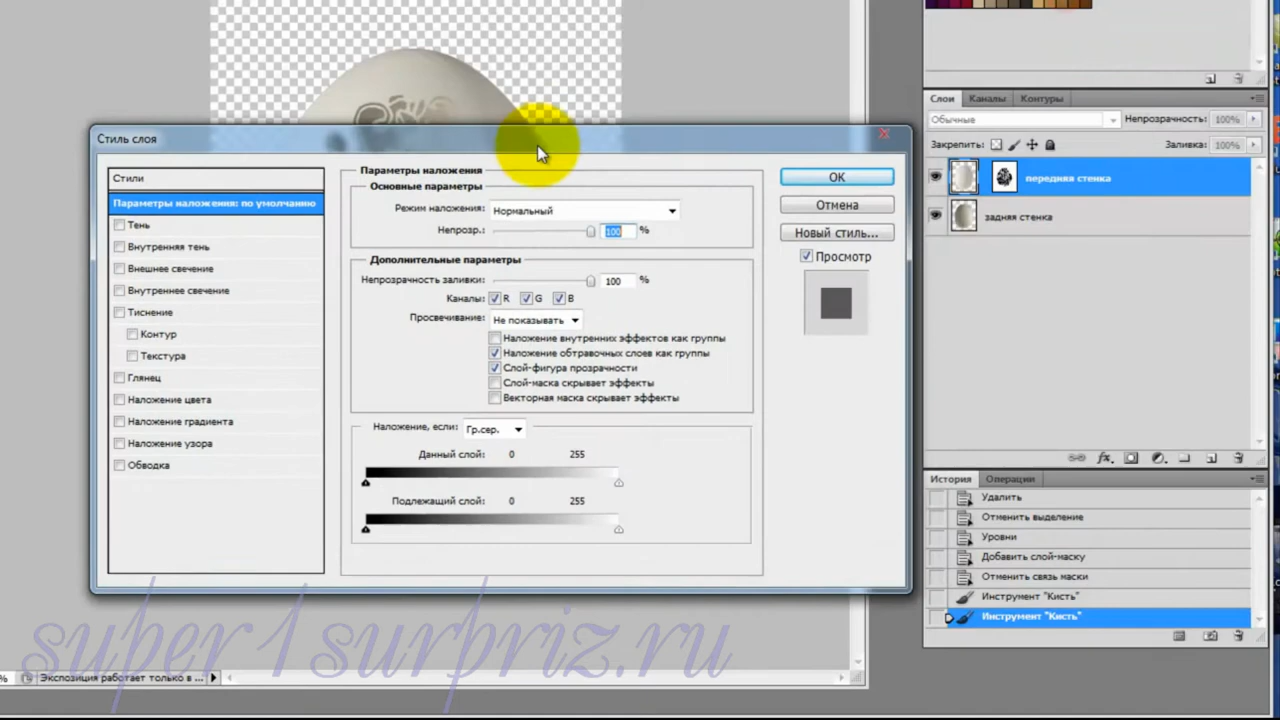 Слои
Каналы
Контуры
Обычные
Непрозрачность: 100%
Закрепить:
Заливка: 100%
передняя стенка
задняя стенка
Стиль слоя
Стили
Параметры наложения: по умолчанию
Тень
Внутренняя тень
Внешнее свечение
Внутреннее свечение
Тиснение
Контур
Текстура
Глянец
Наложение цвета
Наложение градиента
Наложение узора
Обводка
Параметры наложения
Основные параметры
Режим наложения: Нормальный
Непрозр.: 100 %
Дополнительные параметры
Непрозрачность заливки: 100 %
Каналы: R G B
Просвечивание: Не показывать
Наложение внутренних эффектов как группы
Наложение обтравочных слоев как группы
Слой-фигура прозрачности
Слой-маска скрывает эффекты
Векторная маска скрывает эффекты
Наложение, если: Гр.сер.
Данный слой: 0 255
Подлежащий слой: 0 255
ОК
Отмена
Новый стиль...
Просмотр
История
Операции
Удалить
Отменить выделение
Уровни
Добавить слой-маску
Отменить связь маски
Инструмент "Кисть"
Инструмент "Кисть"
super1surpriz.ru
% Экспозиция работает только в ...